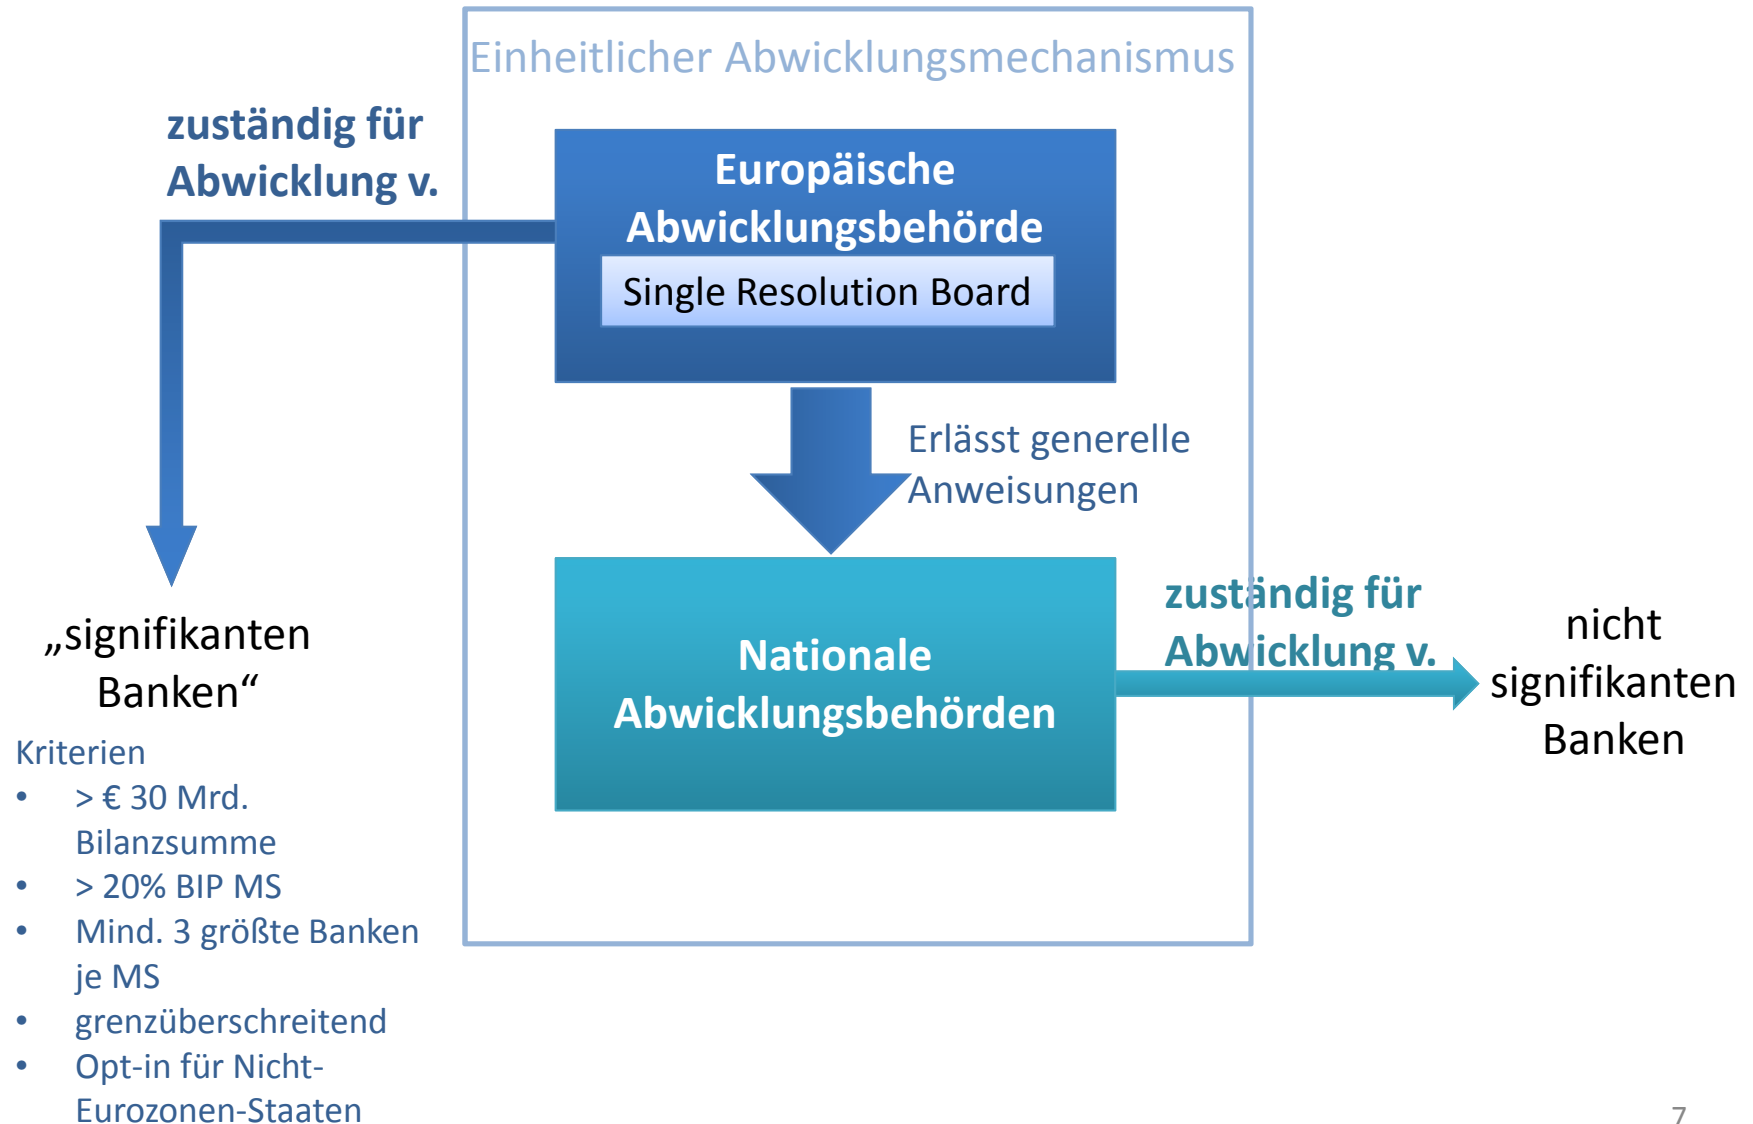 Einheitlicher Abwicklungsmechanismus
zuständig für
Abwicklung v.
Europäische
Abwicklungsbehörde
Single Resolution Board
Erlässt generelle
Anweisungen
Nationale
Abwicklungsbehörden
zuständig für
Abwicklung v.
nicht
signifikanten
Banken
„signifikanten
Banken“
Kriterien
• > € 30 Mrd.
Bilanzsumme
• > 20% BIP MS
• Mind. 3 größte Banken
je MS
• grenzüberschreitend
• Opt-in für Nicht-
Eurozonen-Staaten
7